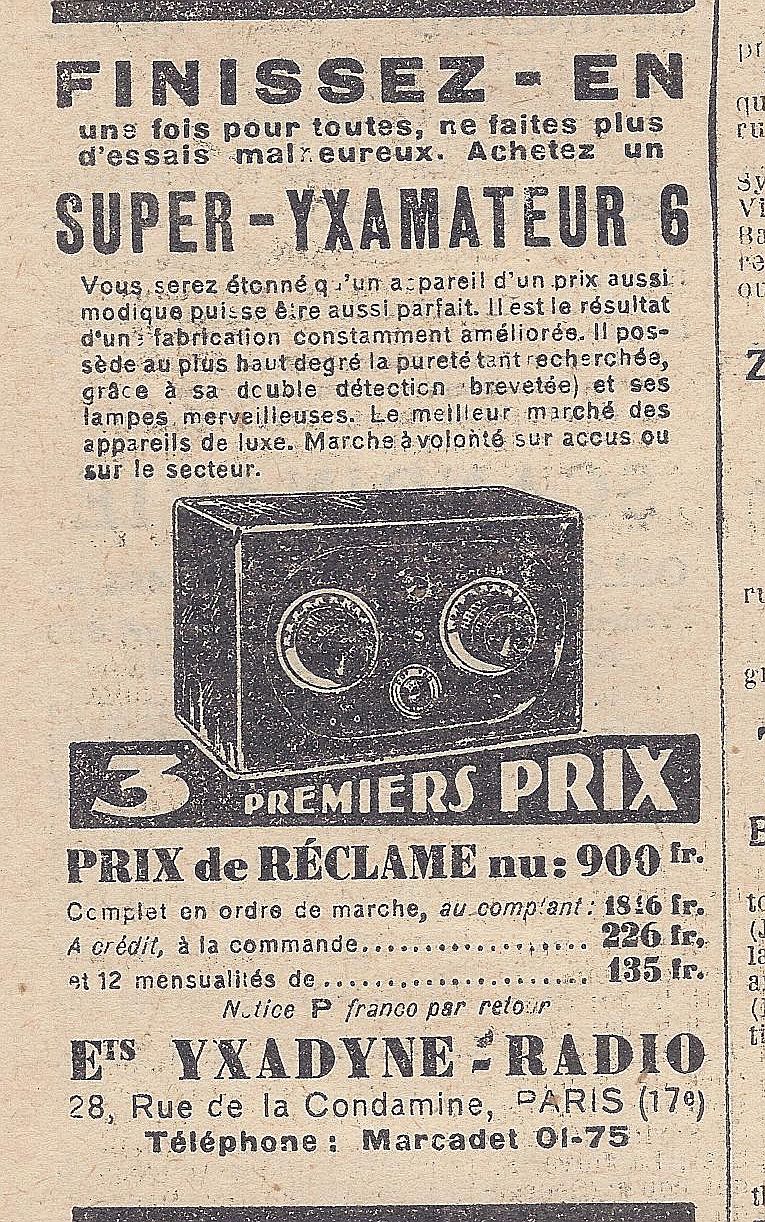 FINISSEZ-EN
une fois pour toutes, ne faites plus
d'essais malheureux. Achetez un
SUPER-YXAMATEUR 6
Vous serez étonné qu'un appareil d'un prix aussi
modique puisse être aussi parfait. Il est le résultat
d'une fabrication constamment améliorée. Il pos-
sède au plus haut degré la pureté tant recherchée,
grâce à sa double détection brevetée) et ses
lampes merveilleuses. Le meilleur marché des
appareils de luxe. Marche à volonté sur accus ou
sur le secteur.
3 PREMIERS PRIX
PRIX de RÉCLAME nu: 900 fr.
Complet en ordre de marche, au comptant: fr.
A crédit, à la commande.................. 226 fr,
et 12 mensualités de ..................... 135 fr.
Notice P franco par retour
Ets YXADYNE-RADIO
28, Rue de la Condamine, PARIS (17e)
Téléphone: Marcadet 01-75